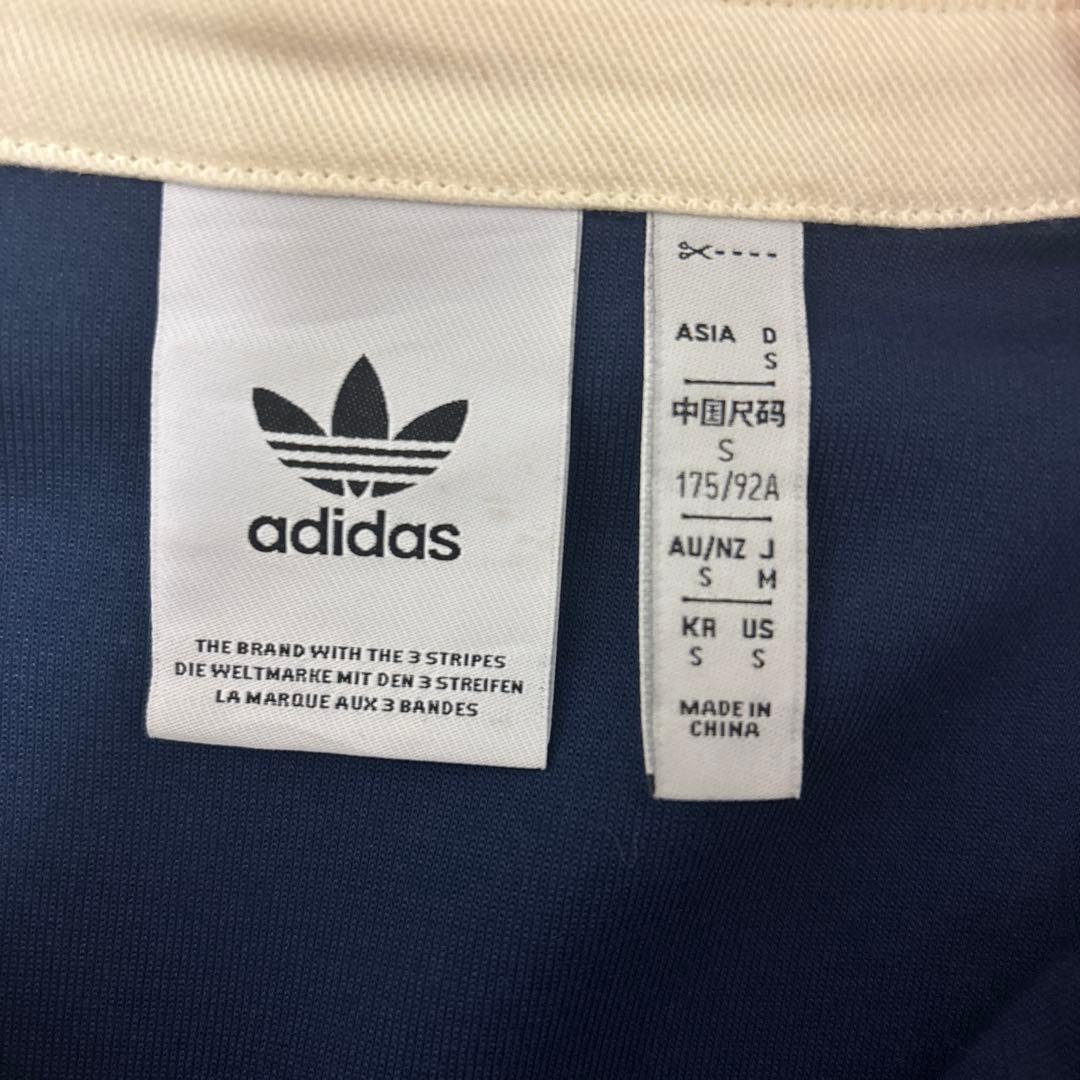 adidas
THE BRAND WITH THE 3 STRIPES
DIE WELTMARKE MIT DEN 3 STREIFEN
LA MARQUE AUX 3 BANDES
ASIA D
S
中国尺码
S
175/92A
AU/NZ J
S M
KR US
S S
MADE IN
CHINA